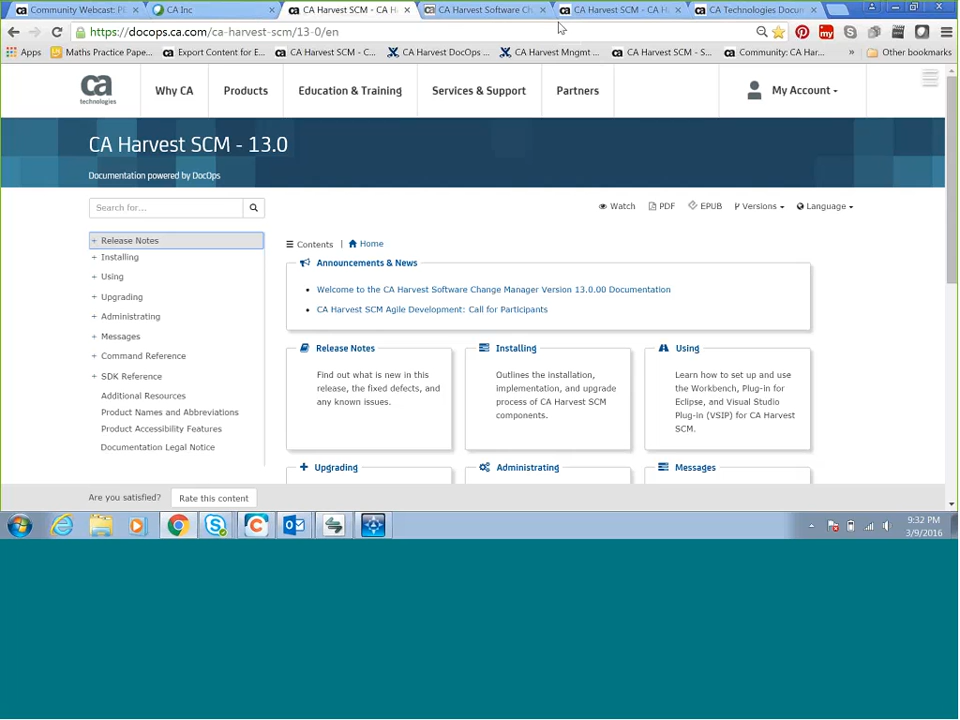 Community Webcast: Pl
CA Inc
CA Harvest SCM - CA H
CA Harvest Software Ch
CA Harvest SCM - CA H
CA Technologies Docum
https://docops.ca.com/ca-harvest-scm/13-0/en
Apps
Maths Practice Pape...
Export Content for E...
CA Harvest SCM - C...
CA Harvest DocOps ...
CA Harvest Mngmt ...
CA Harvest SCM - S...
Community: CA Har...
»
Other bookmarks
ca
technologies
Why CA
Products
Education & Training
Services & Support
Partners
My Account
CA Harvest SCM - 13.0
Documentation powered by DocOps
Search for...
Watch
PDF
EPUB
Versions
Language
+ Release Notes
+ Installing
+ Using
+ Upgrading
+ Administrating
+ Messages
+ Command Reference
+ SDK Reference
Additional Resources
Product Names and Abbreviations
Product Accessibility Features
Documentation Legal Notice
Contents | Home
Announcements & News
• Welcome to the CA Harvest Software Change Manager Version 13.0.00 Documentation
• CA Harvest SCM Agile Development: Call for Participants
Release Notes
Find out what is new in this
release, the fixed defects, and
any known issues.
Installing
Outlines the installation,
implementation, and upgrade
process of CA Harvest SCM
components.
Using
Learn how to set up and use
the Workbench, Plug-in for
Eclipse, and Visual Studio
Plug-in (VSIP) for CA Harvest
SCM.
Upgrading
Administrating
Messages
Are you satisfied?
Rate this content
9:32 PM
3/9/2016